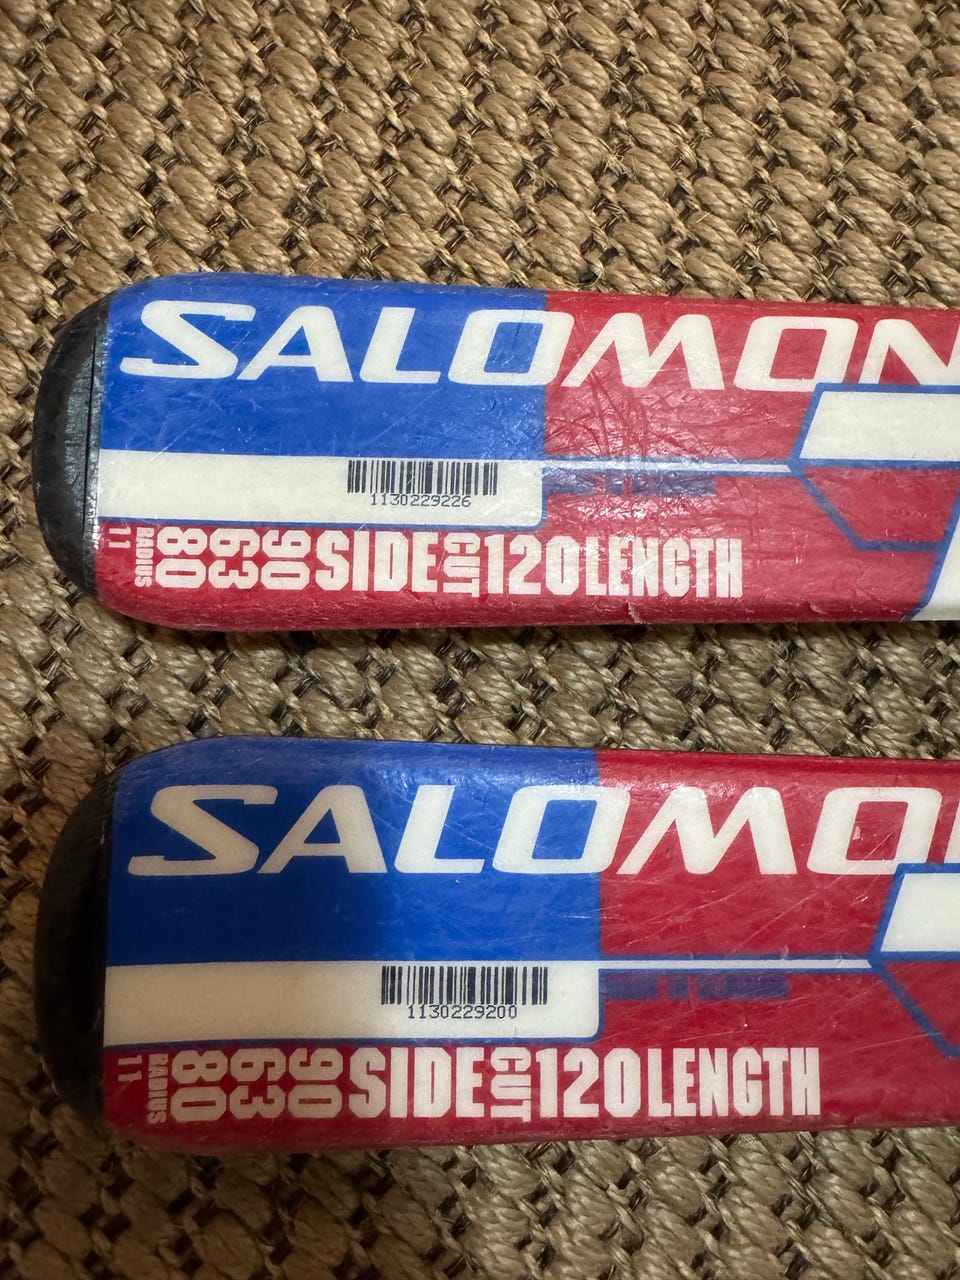 SALOMON
1130229226
11 RADIUS 80 63 90 SIDE CUT 120 LENGTH
SALOMO
1130229200
11 RADIUS 80 63 90 SIDE CUT 120 LENGTH